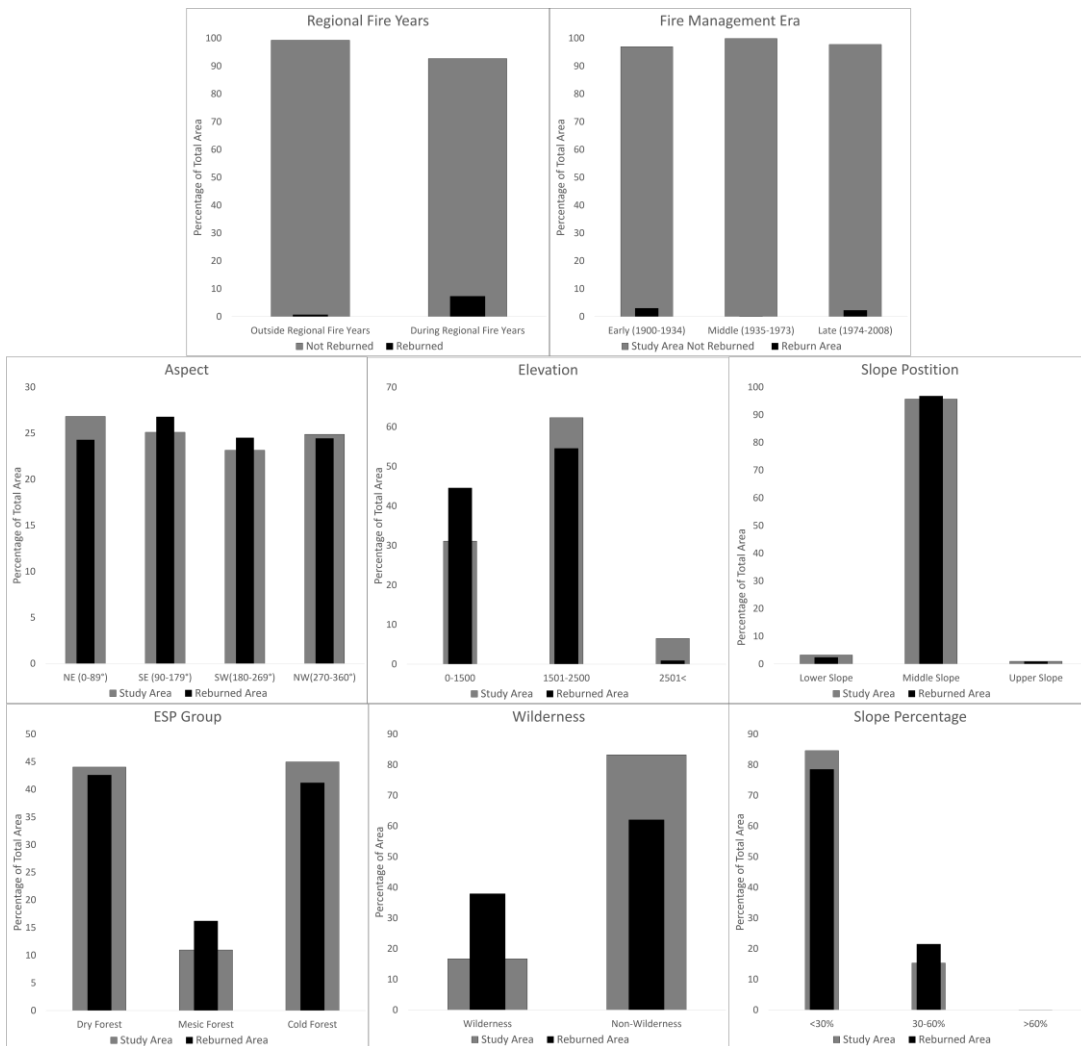 Regional Fire Years
Percentage of Total Area
100
90
80
70
60
50
40
30
20
10
0
Outside Regional Fire Years During Regional Fire Years
Not Reburned Reburned
Fire Management Era
Percentage of Total Area
100
90
80
70
60
50
40
30
20
10
0
Early (1900-1934) Middle (1935-1973) Late (1974-2008)
Study Area Not Reburned Reburn Area
Aspect
Percentage of Total Area
30
25
20
15
10
5
0
NE (0-89°) SE (90-179°) SW(180-269°) NW(270-360°)
Study Area Reburned Area
Elevation
Percentage of Total Area
70
60
50
40
30
20
10
0
0-1500 1501-2500 2501<
Study Area Reburned Area
Slope Postition
Percentage of Total Area
100
90
80
70
60
50
40
30
20
10
0
Lower Slope Middle Slope Upper Slope
Study Area Reburned Area
ESP Group
Percentage of Total Area
50
45
40
35
30
25
20
15
10
5
0
Dry Forest Mesic Forest Cold Forest
Study Area Reburned Area
Wilderness
Percentage of Area
90
80
70
60
50
40
30
20
10
0
Wilderness Non-Wilderness
Study Area Reburned Area
Slope Percentage
Percentage of Total Area
90
80
70
60
50
40
30
20
10
0
<30% 30-60% >60%
Study Area Reburned Area